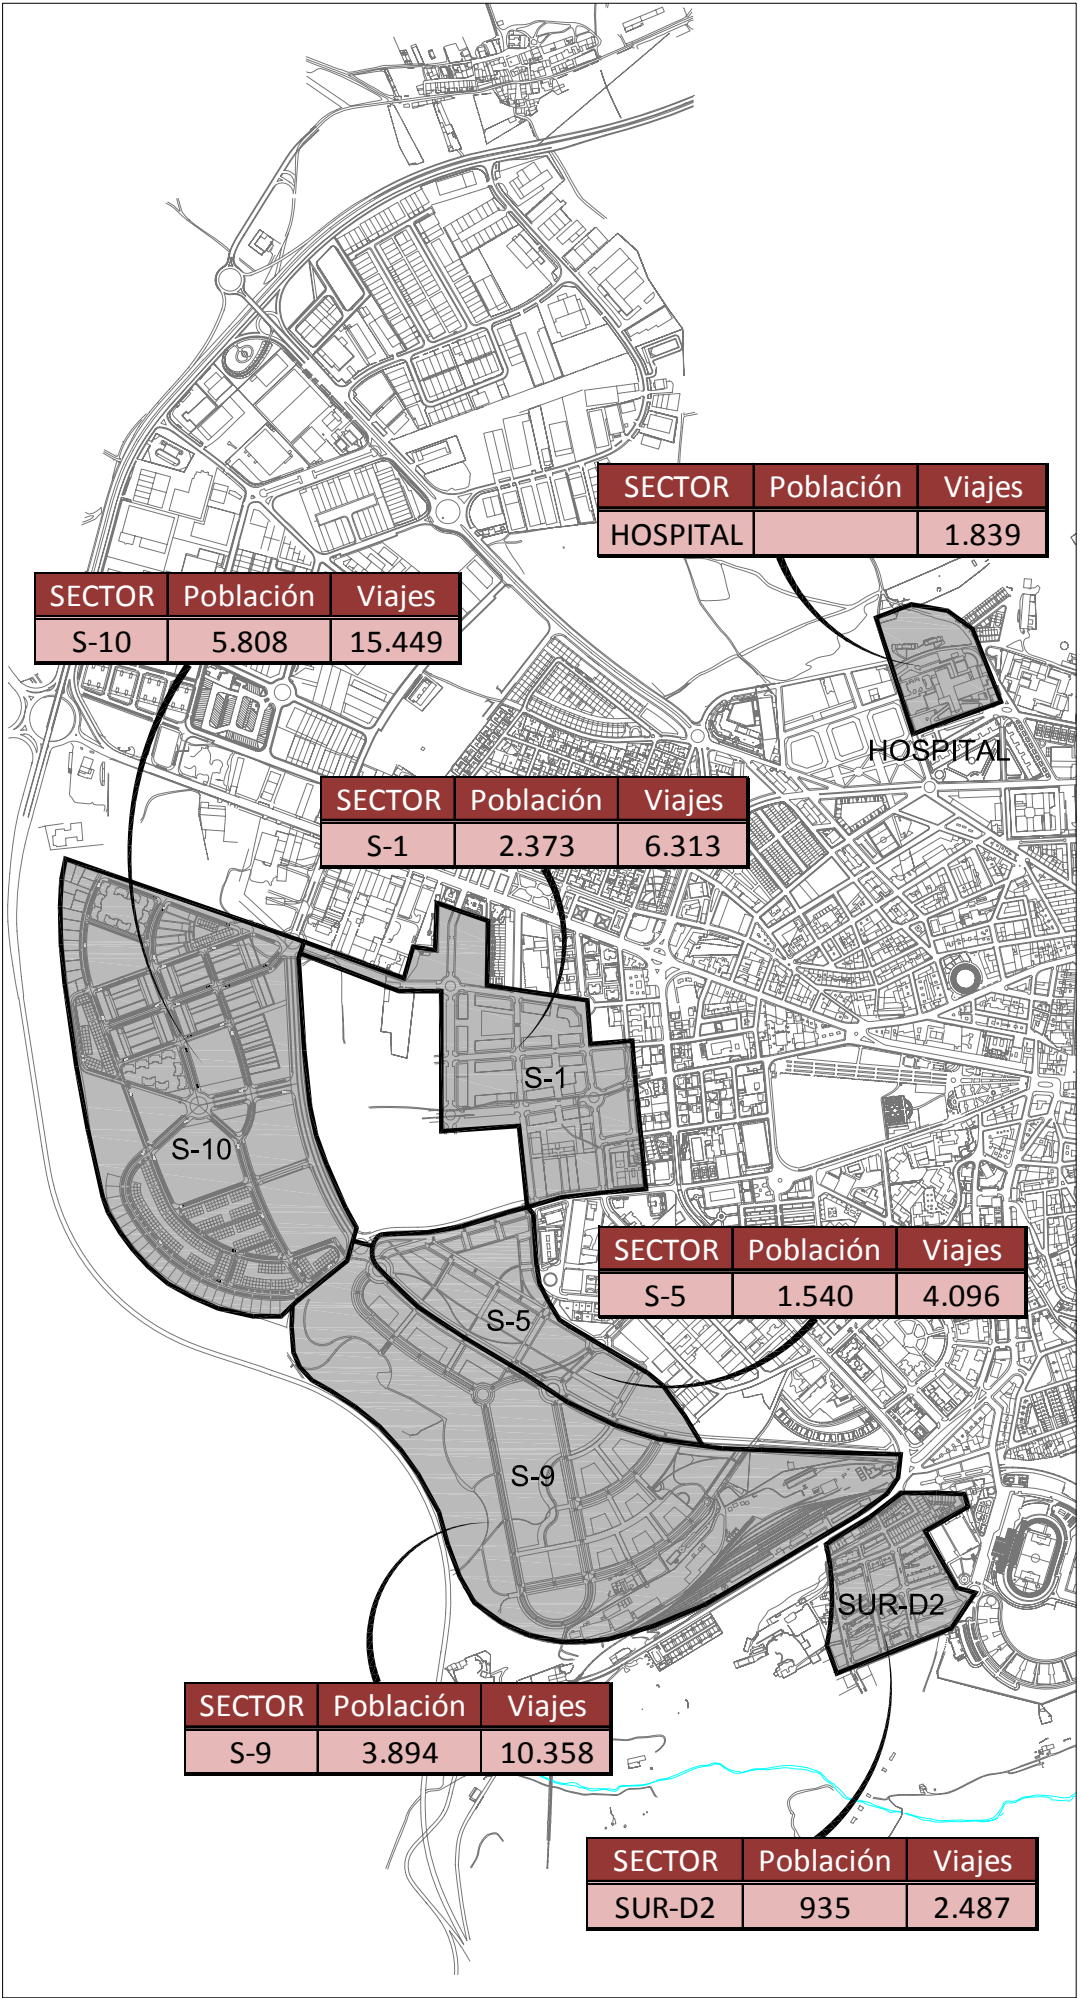 SECTOR Población Viajes
HOSPITAL 1.839
SECTOR Población Viajes
S-10 5.808 15.449
HOSPITAL
SECTOR Población Viajes
S-1 2.373 6.313
S-1
S-10
SECTOR Población Viajes
S-5 1.540 4.096
S-5
S-9
SUR-D2
SECTOR Población Viajes
S-9 3.894 10.358
SECTOR Población Viajes
SUR-D2 935 2.487